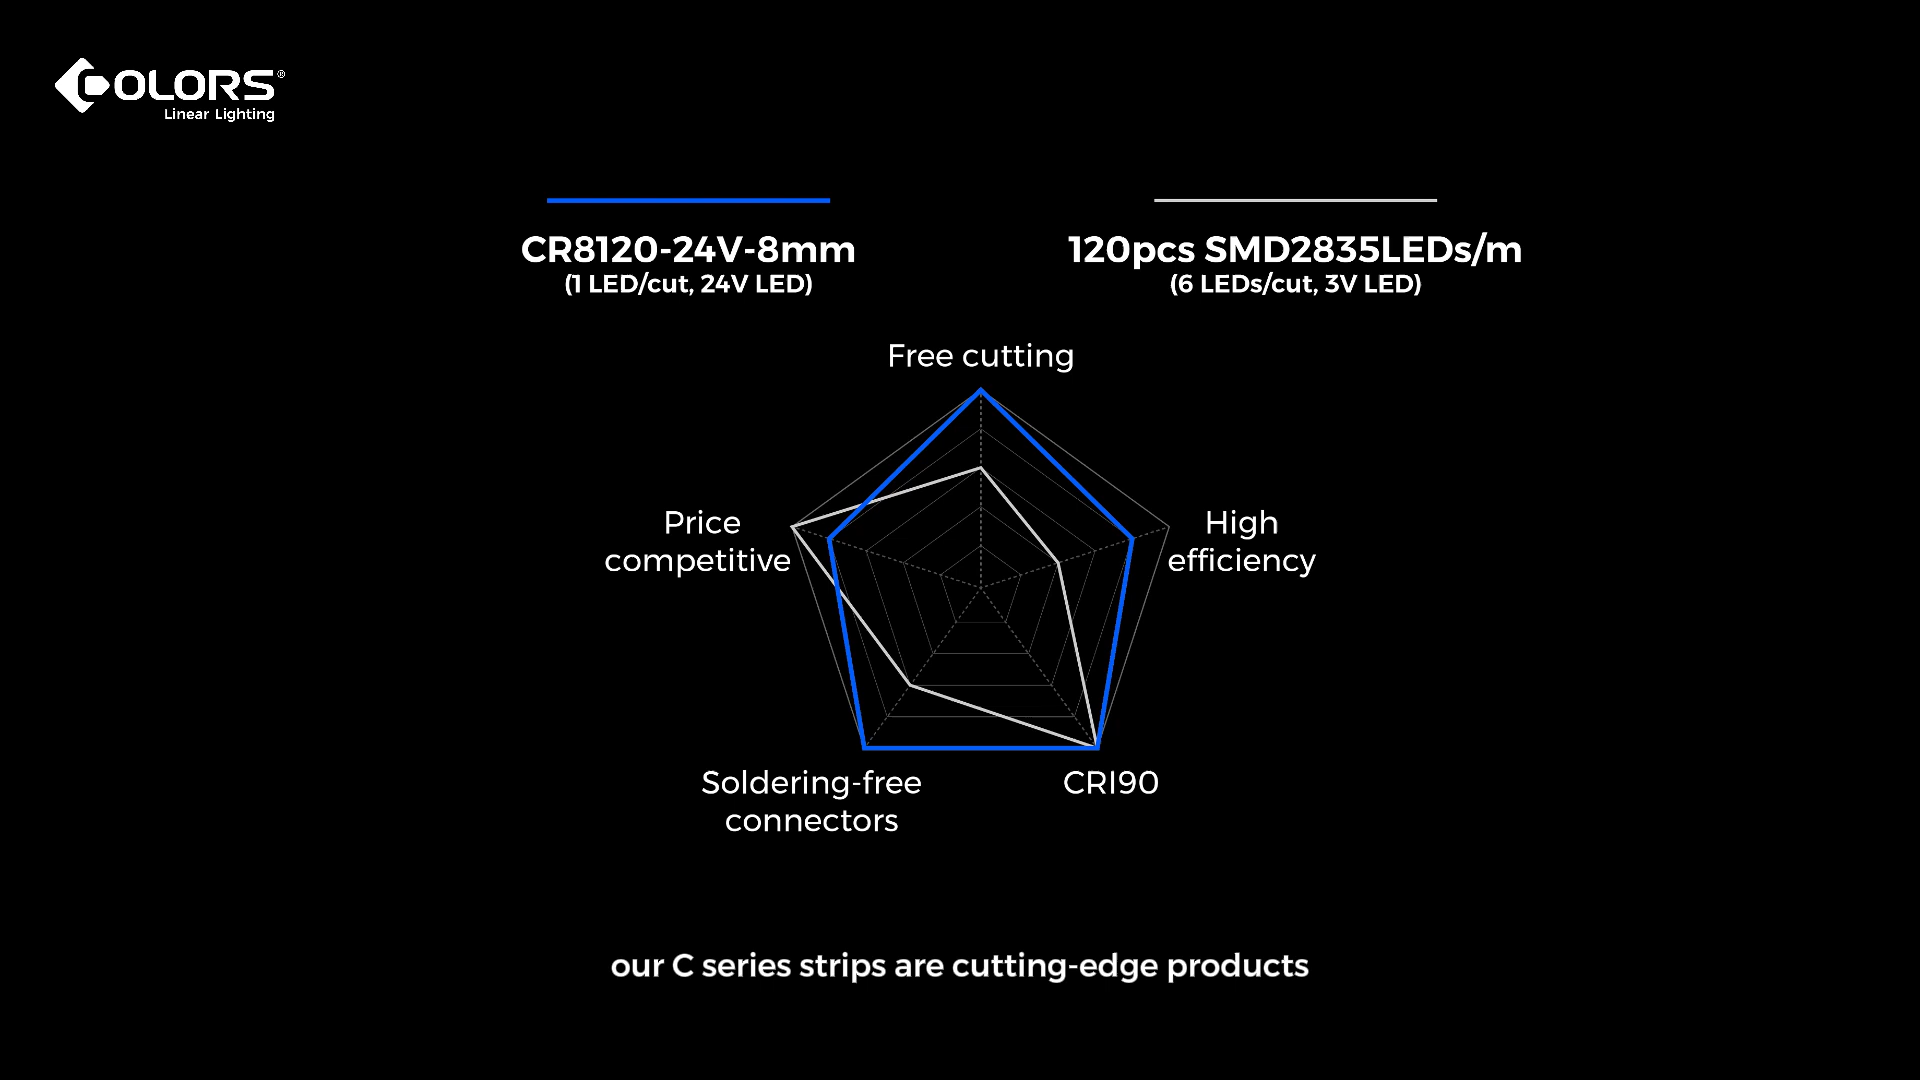 COLORS®
Linear Lighting
CR8120-24V-8mm
(1 LED/cut, 24V LED)
120pcs SMD2835LEDs/m
(6 LEDs/cut, 3V LED)
Free cutting
High
efficiency
Price
competitive
Soldering-free
connectors
CRI90
our C series strips are cutting-edge products